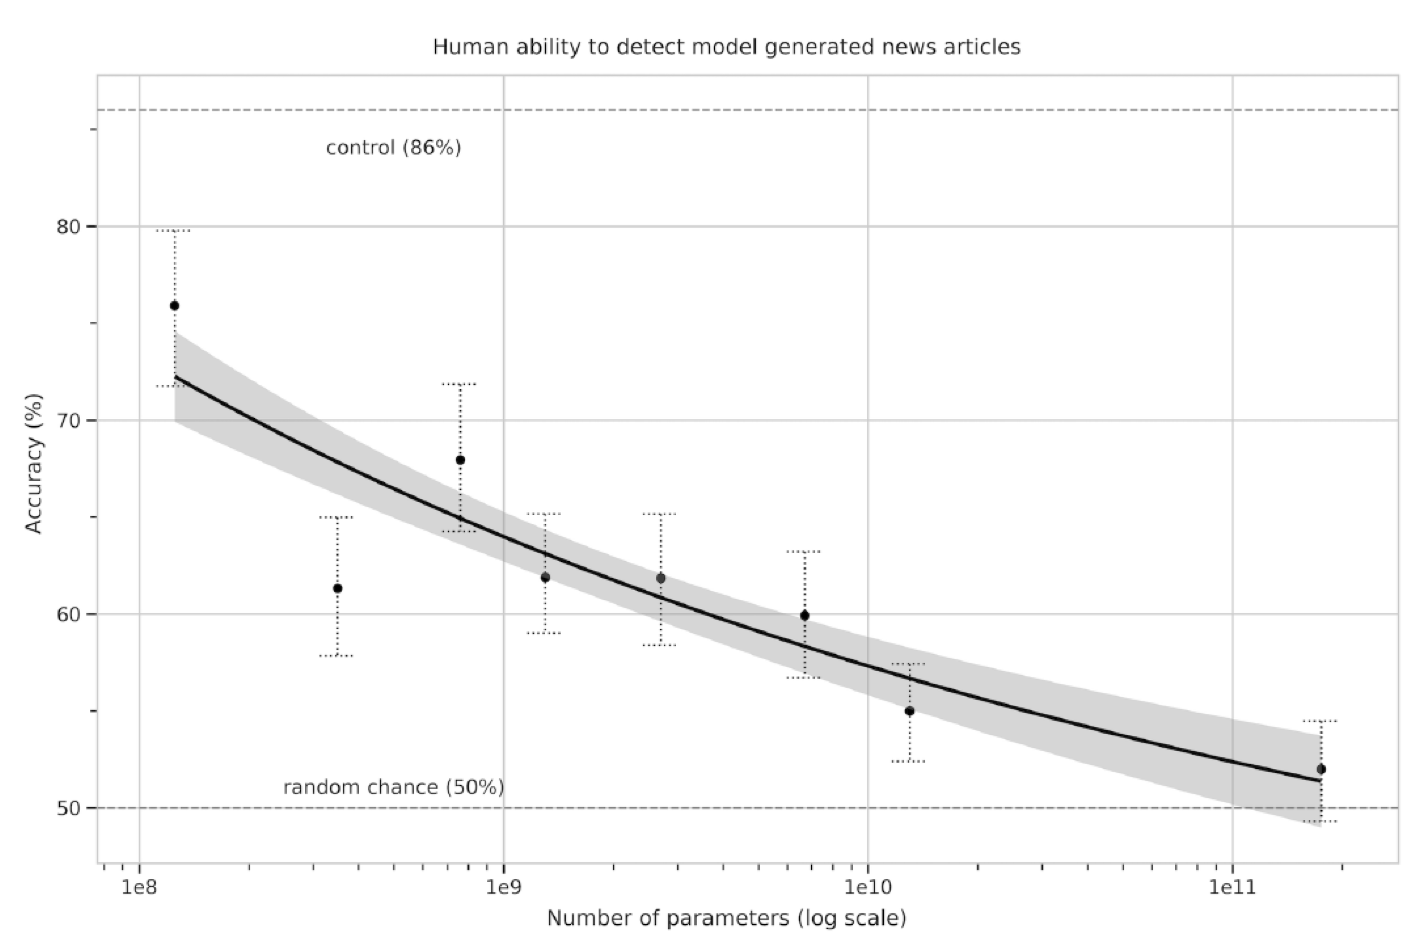 Human ability to detect model generated news articles
control (86%)
80
70
60
random chance (50%)
50
Accuracy (%)
1e8 1e9 1e10 1e11
Number of parameters (log scale)